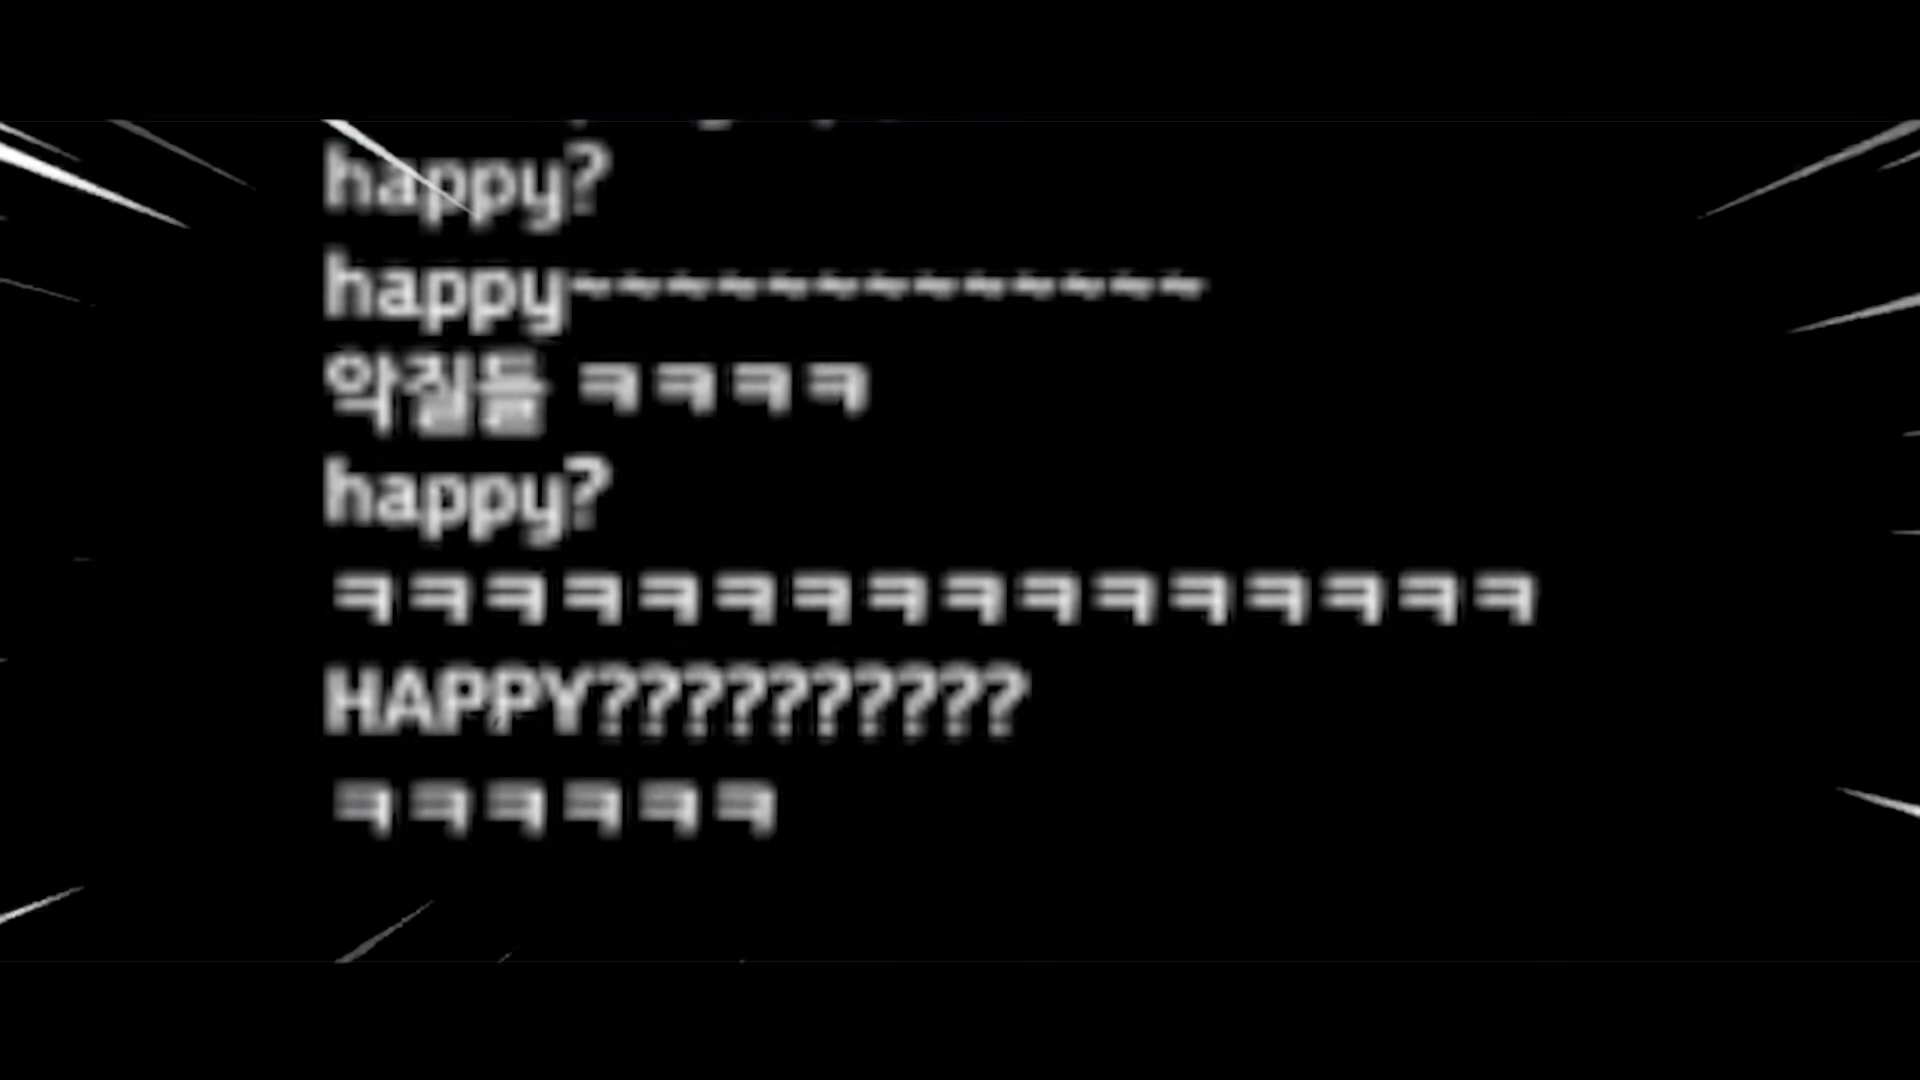 happy?
happy~~~~~~~~~~~~~
악질들 ㅋㅋㅋㅋ
happy?
ㅋㅋㅋㅋㅋㅋㅋㅋㅋㅋㅋㅋㅋㅋㅋㅋ
HAPPY??????????
ㅋㅋㅋㅋㅋㅋ